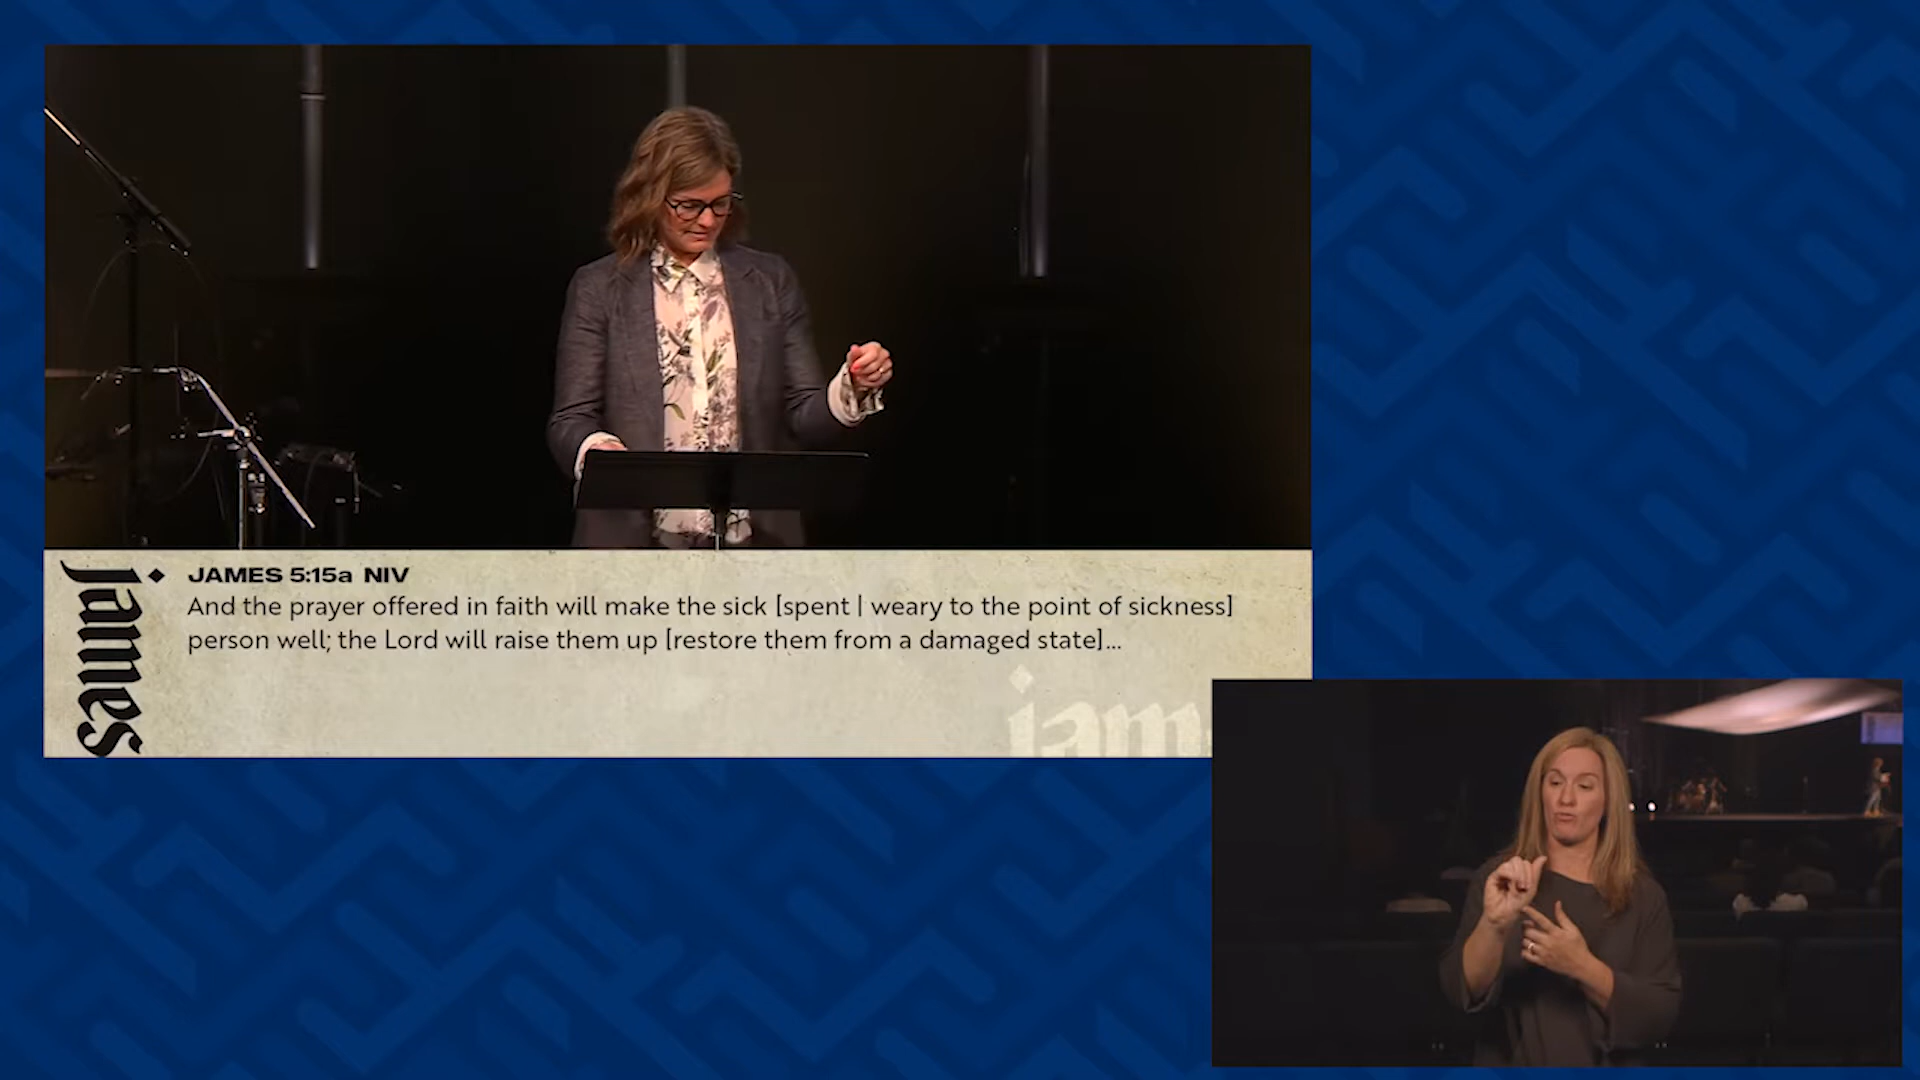 James
JAMES 5:15a NIV
And the prayer offered in faith will make the sick [spent | weary to the point of sickness]
person well; the Lord will raise them up [restore them from a damaged state]...
jam